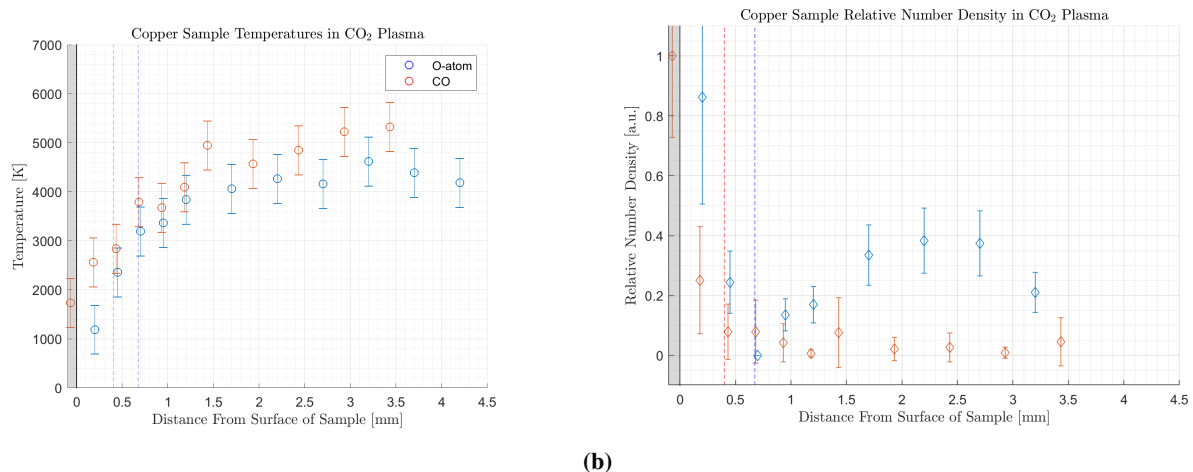 Copper Sample Temperatures in CO₂ Plasma
7000
6000
5000
4000
3000
2000
1000
0
Temperature [K]
O-atom
CO
0 0.5 1 1.5 2 2.5 3 3.5 4 4.5
Distance From Surface of Sample [mm]
Copper Sample Relative Number Density in CO₂ Plasma
1
0.8
0.6
0.4
0.2
0
Relative Number Density [a.u.]
0 0.5 1 1.5 2 2.5 3 3.5 4 4.5
Distance From Surface of Sample [mm]
(b)